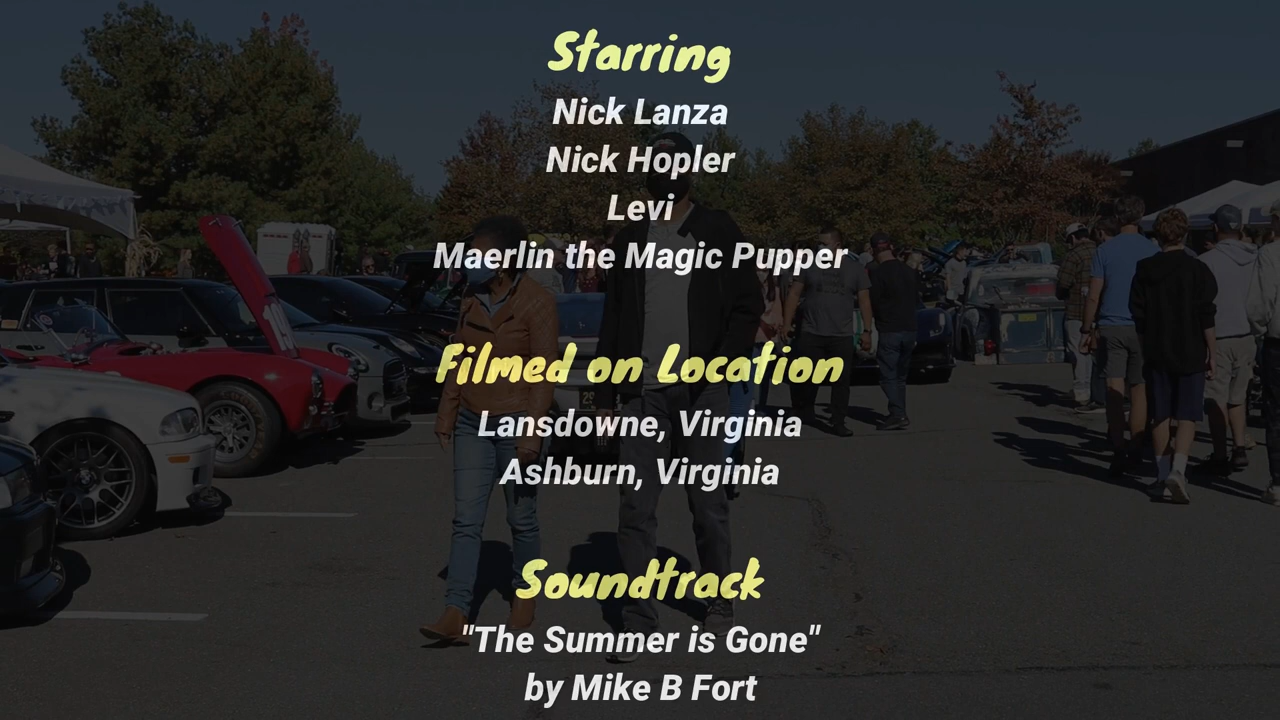 Starring
Nick Lanza
Nick Hopler
Levi
Maerlin the Magic Pupper
Filmed on Location
Lansdowne, Virginia
Ashburn, Virginia
Soundtrack
"The Summer is Gone"
by Mike B Fort